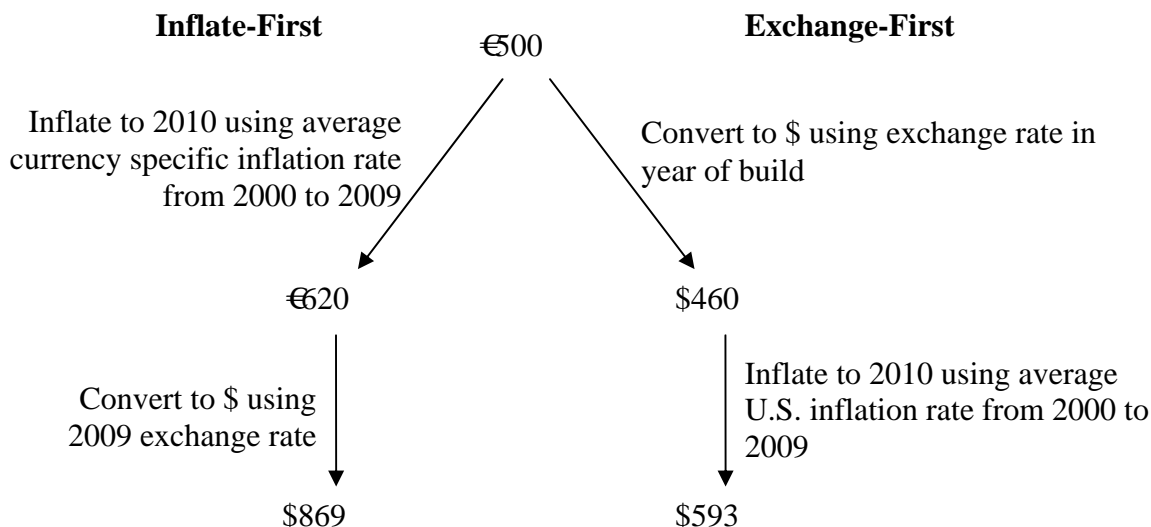 Inflate-First
Exchange-First
€500
Inflate to 2010 using average
currency specific inflation rate
from 2000 to 2009
Convert to $ using exchange rate in
year of build
€620
$460
Convert to $ using
2009 exchange rate
Inflate to 2010 using average
U.S. inflation rate from 2000 to
2009
$869
$593